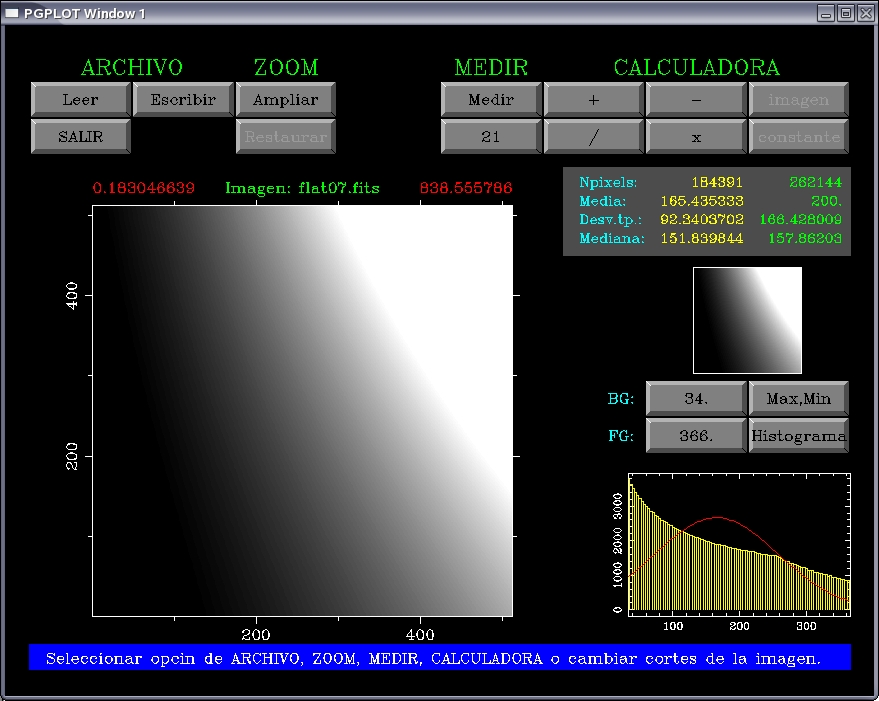 PGPLOT Window 1
ARCHIVO ZOOM MEDIR CALCULADORA
Leer Escribir Ampliar Medir + − imagen
SALIR Restaurar 21 / x constante
0.183046639 Imagen: flat07.fits 838.555786
Npixels: 184391 262144
Media: 165.435333 200.
Desv.tp.: 92.3403702 166.428009
Mediana: 151.839844 157.86203
400
200
200 400
BG: 34. Max,Min
FG: 366. Histograma
3000
2000
1000
0
100 200 300
Seleccionar opcin de ARCHIVO, ZOOM, MEDIR, CALCULADORA o cambiar cortes de la imagen.